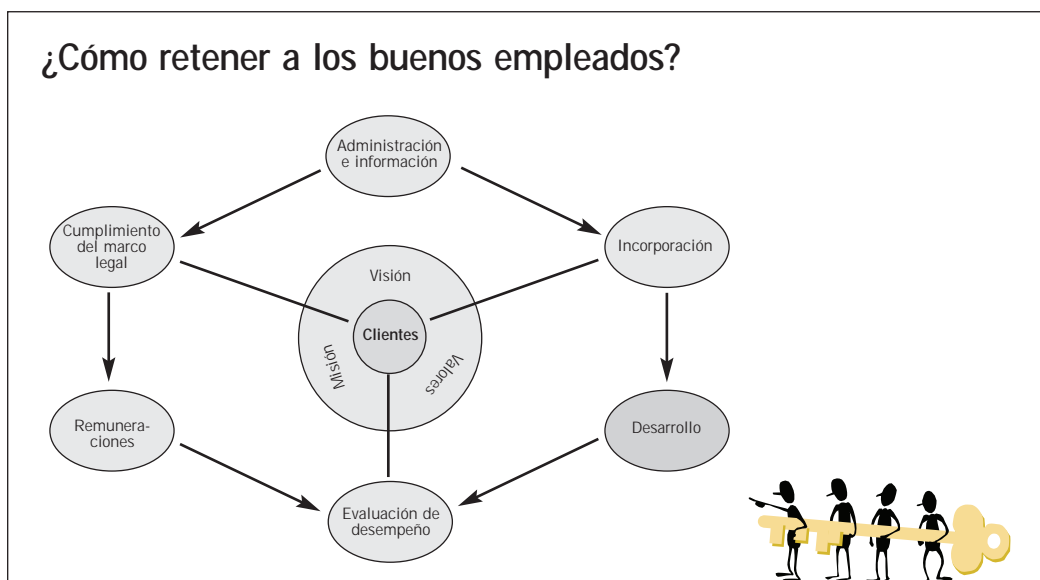 ¿Cómo retener a los buenos empleados?
Administración
e información
Cumplimiento
del marco
legal
Incorporación
Visión
Clientes
Misión
Valores
Remunera-
ciones
Desarrollo
Evaluación de
desempeño